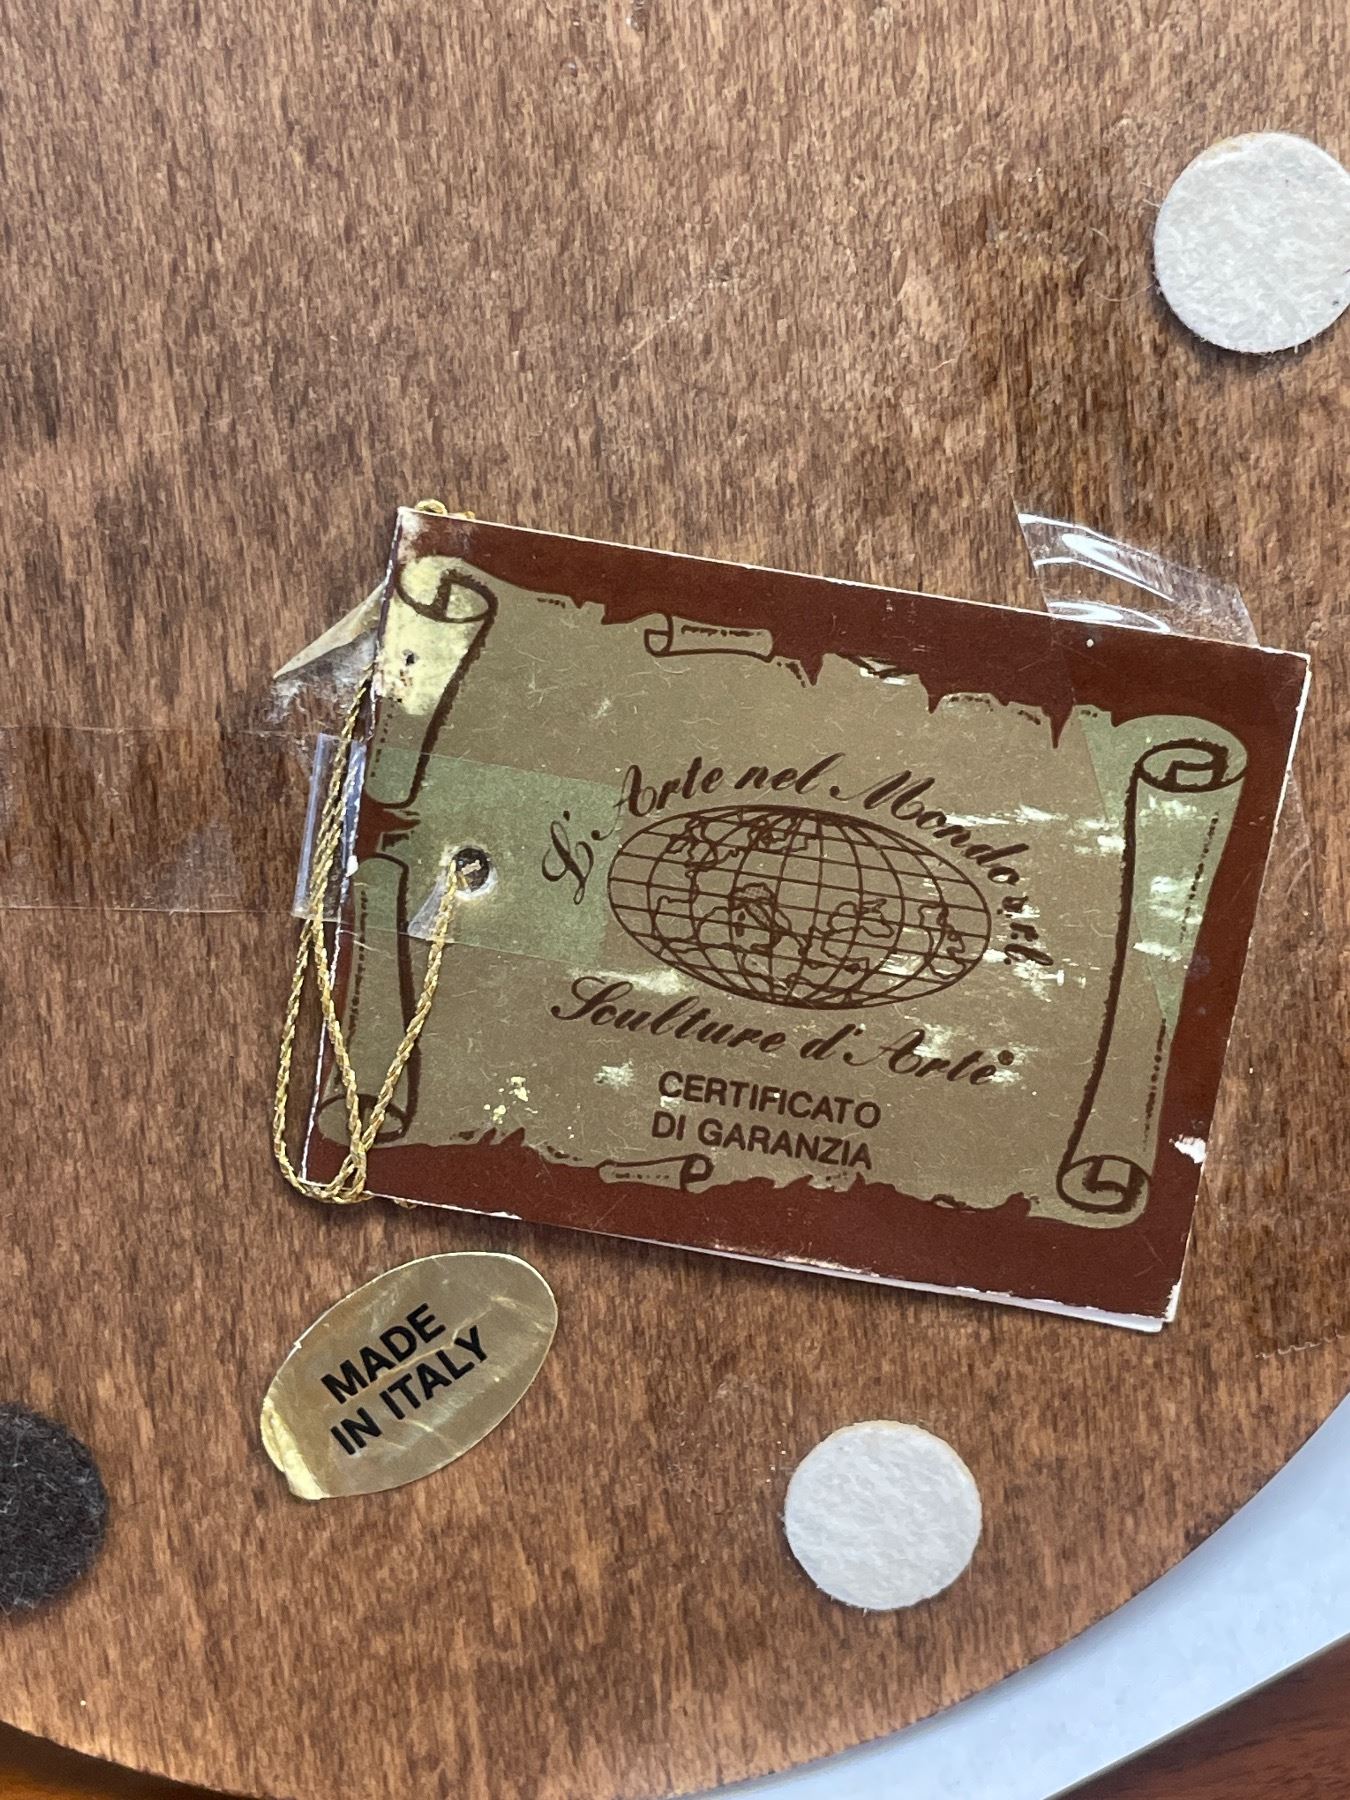 L'Arte nel Mondo s.r.l.
Sculture d'Arte
CERTIFICATO
DI GARANZIA
MADE
IN ITALY